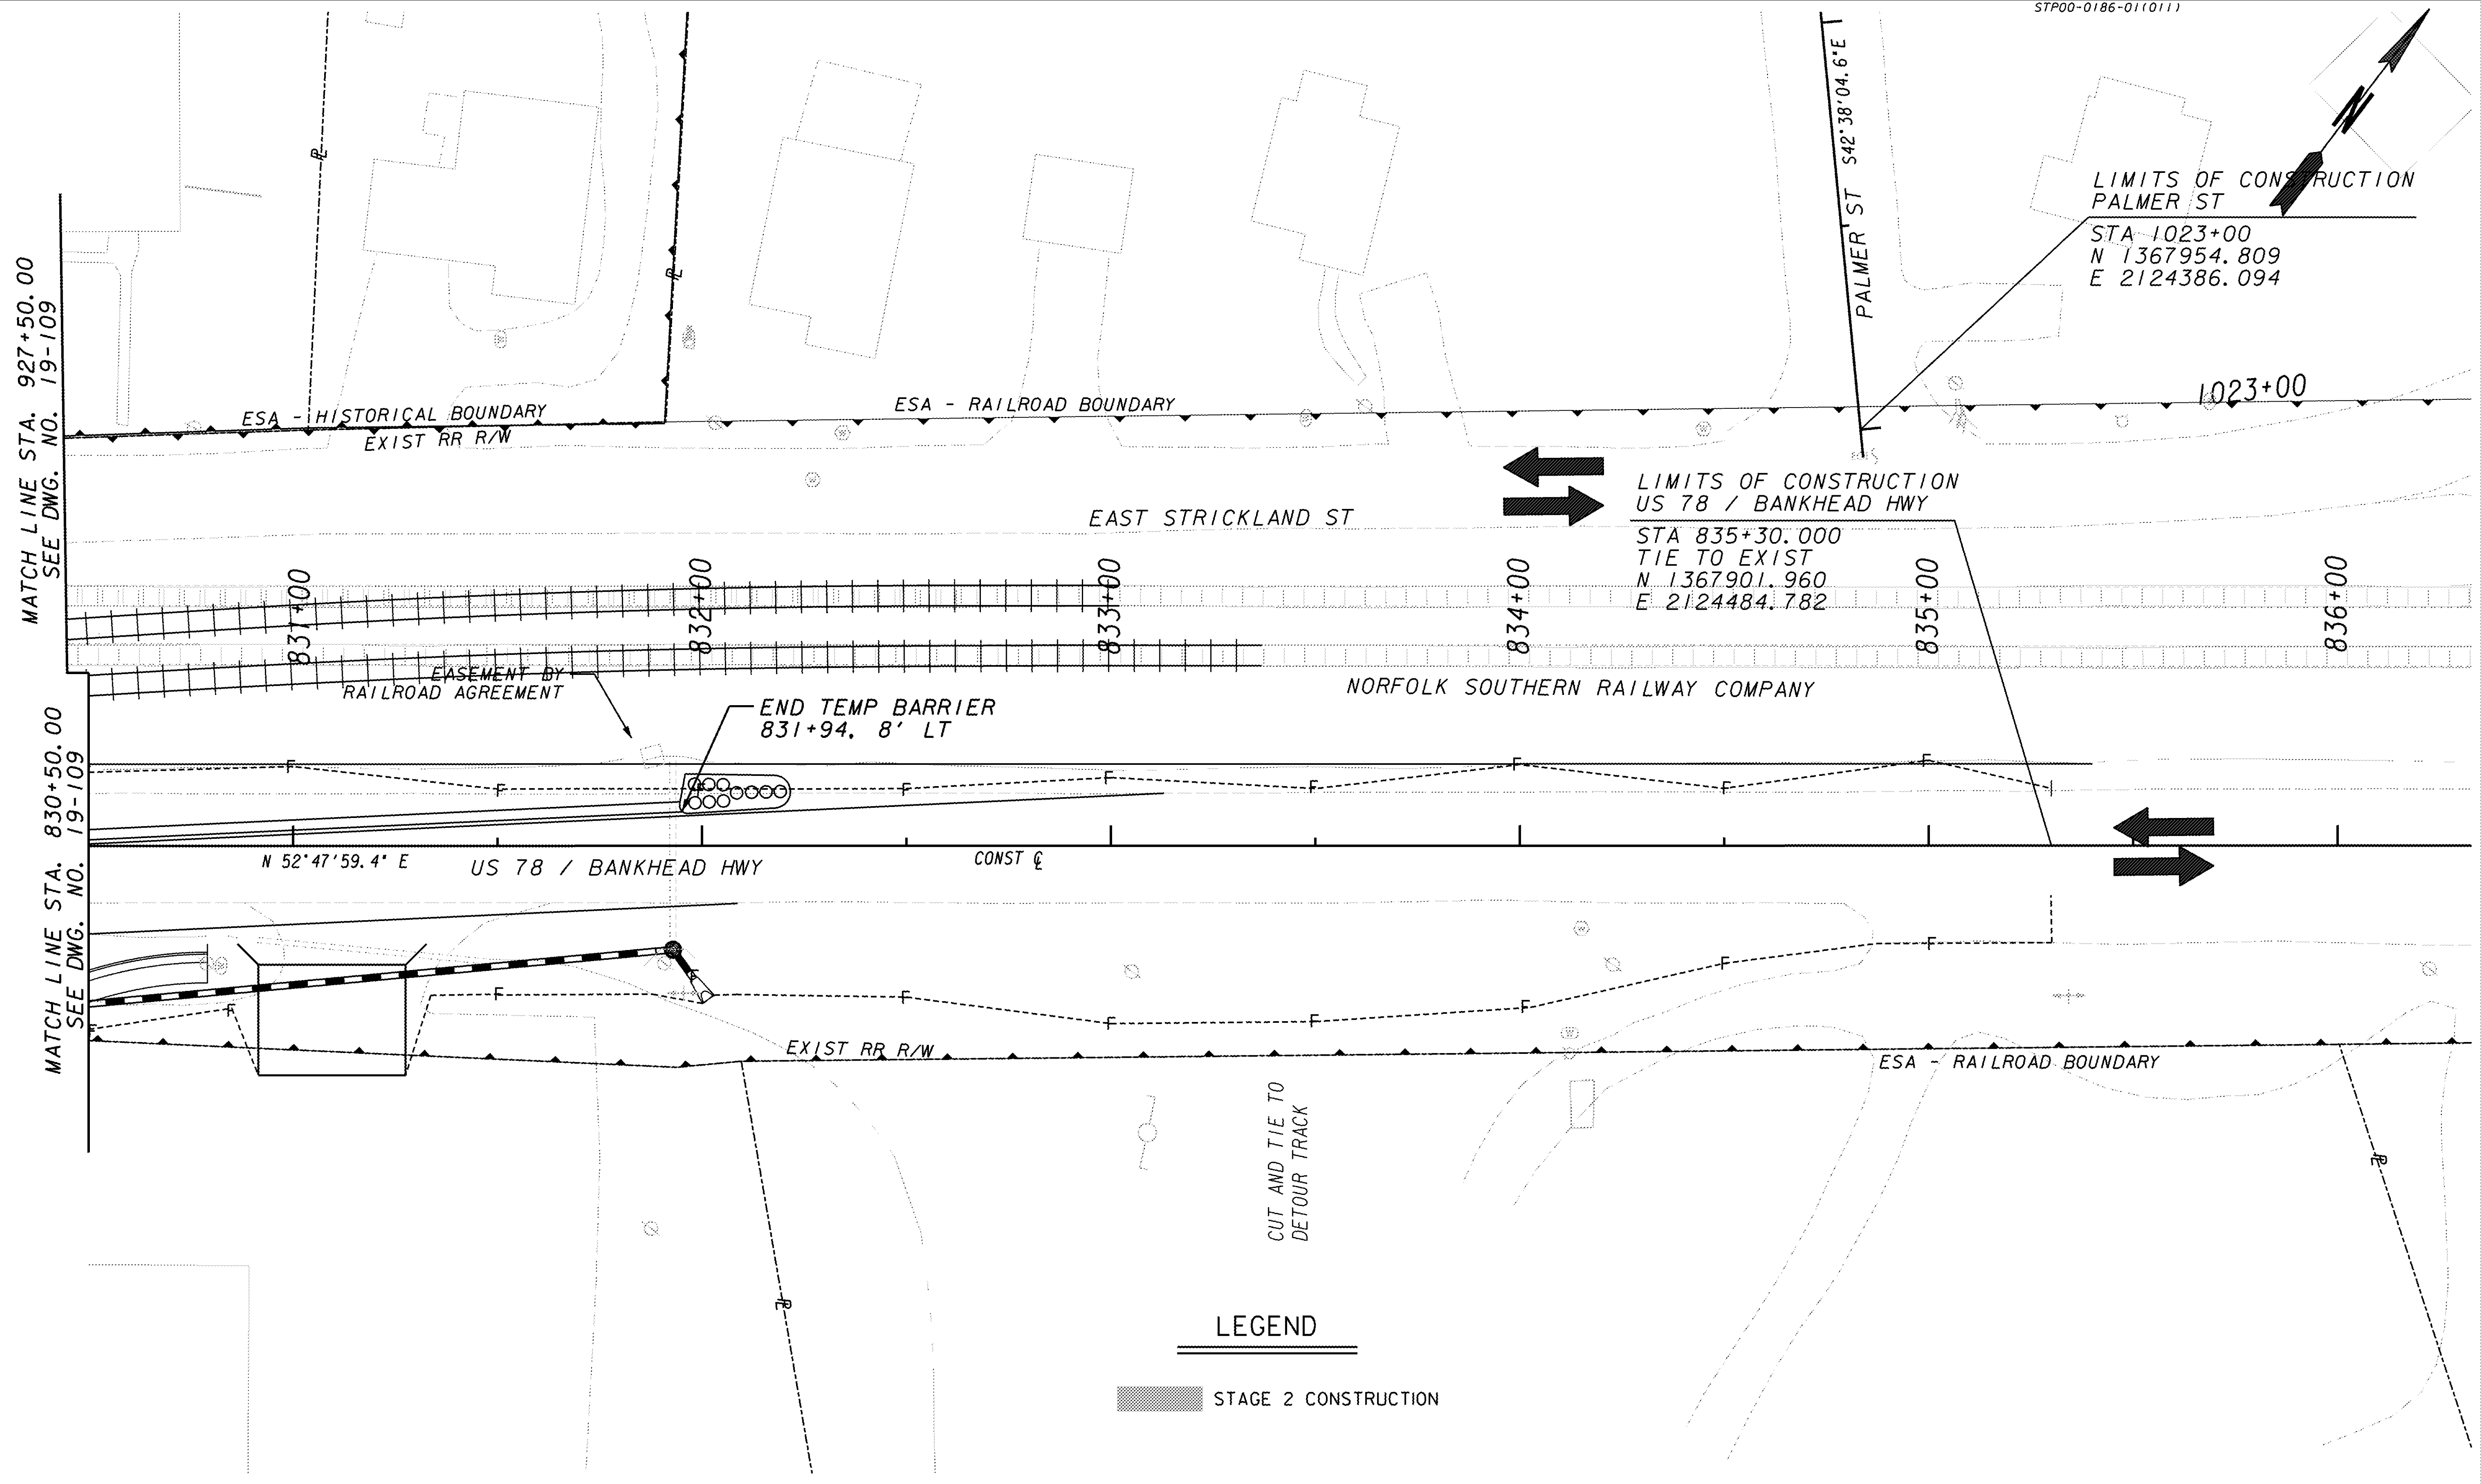 STP00-0186-01(011)
N
S42°38'04.6"E
PALMER ST
LIMITS OF CONSTRUCTION
PALMER ST
STA 1023+00
N 1367954.809
E 2124386.094
1023+00
MATCH LINE STA. 927+50.00
SEE DWG. NO. 19-109
PL
PL
ESA - HISTORICAL BOUNDARY
EXIST RR R/W
ESA - RAILROAD BOUNDARY
EAST STRICKLAND ST
LIMITS OF CONSTRUCTION
US 78 / BANKHEAD HWY
STA 835+30.000
TIE TO EXIST
N 1367901.960
E 2124484.782
831+00
832+00
833+00
834+00
835+00
836+00
EASEMENT BY
RAILROAD AGREEMENT
NORFOLK SOUTHERN RAILWAY COMPANY
END TEMP BARRIER
831+94, 8' LT
F F F F F F F F
MATCH LINE STA. 830+50.00
SEE DWG. NO. 19-109
N 52°47'59.4" E
US 78 / BANKHEAD HWY
CONST CL
F F F F F F F F
EXIST RR R/W
ESA - RAILROAD BOUNDARY
CUT AND TIE TO
DETOUR TRACK
PL
PL
LEGEND
STAGE 2 CONSTRUCTION